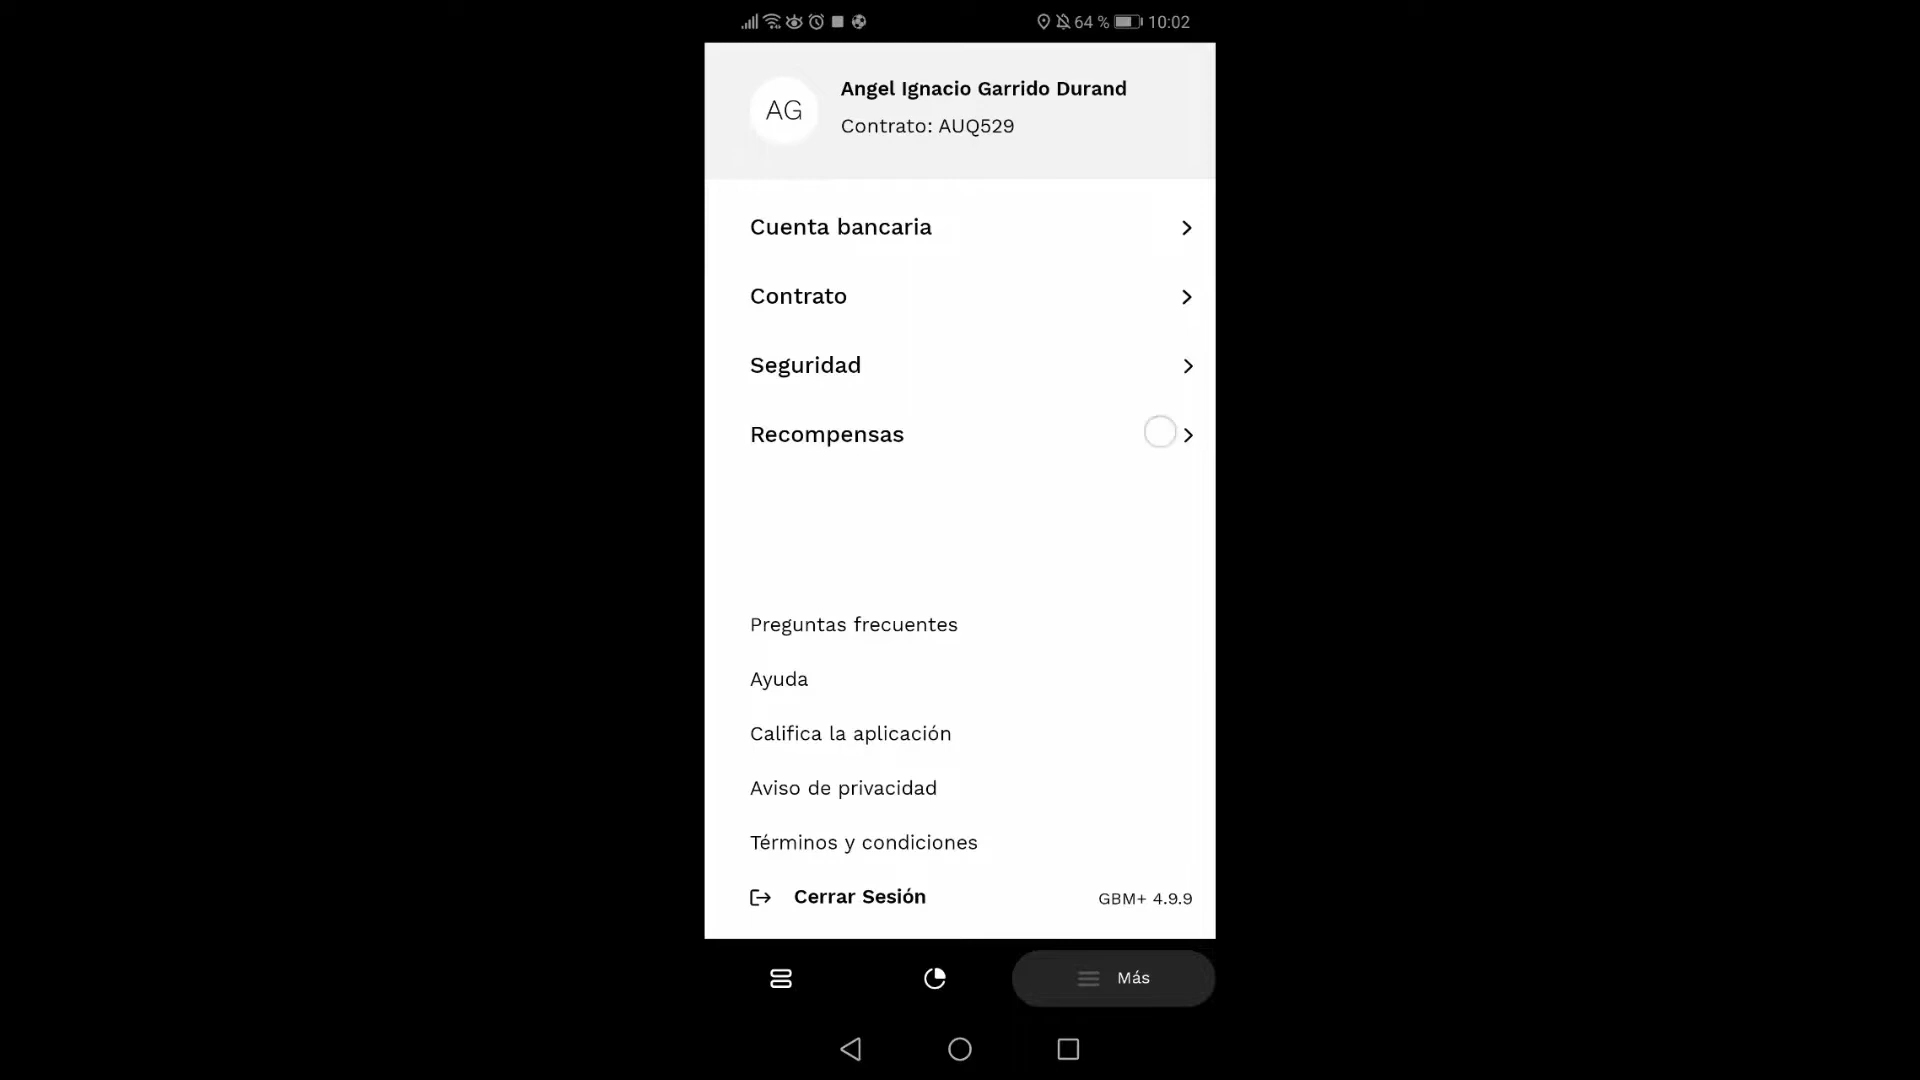 64 % 10:02
AG
Angel Ignacio Garrido Durand
Contrato: AUQ529
Cuenta bancaria
Contrato
Seguridad
Recompensas
Preguntas frecuentes
Ayuda
Califica la aplicación
Aviso de privacidad
Términos y condiciones
Cerrar Sesión
GBM+ 4.9.9
Más